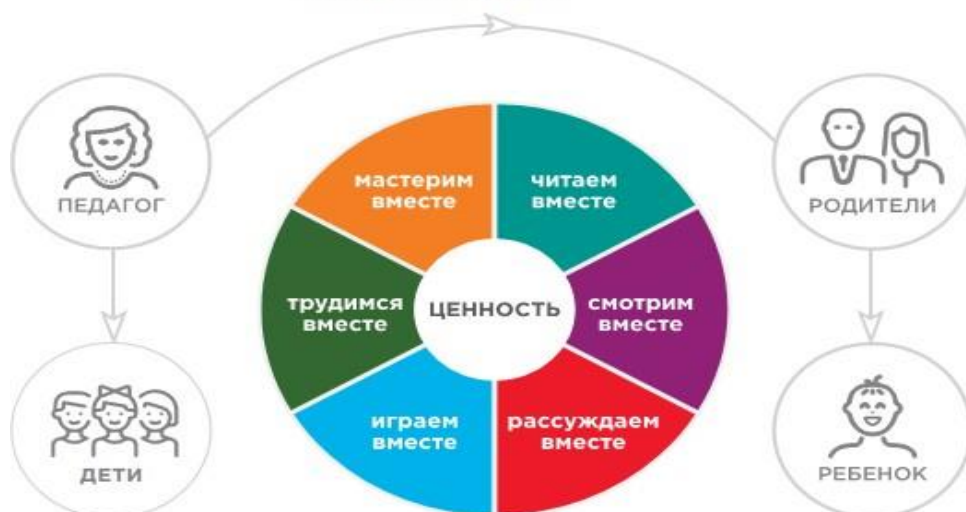 ПЕДАГОГ
РОДИТЕЛИ
мастерим
вместе
читаем
вместе
трудимся
вместе
ЦЕННОСТЬ
смотрим
вместе
играем
вместе
рассуждаем
вместе
ДЕТИ
РЕБЕНОК